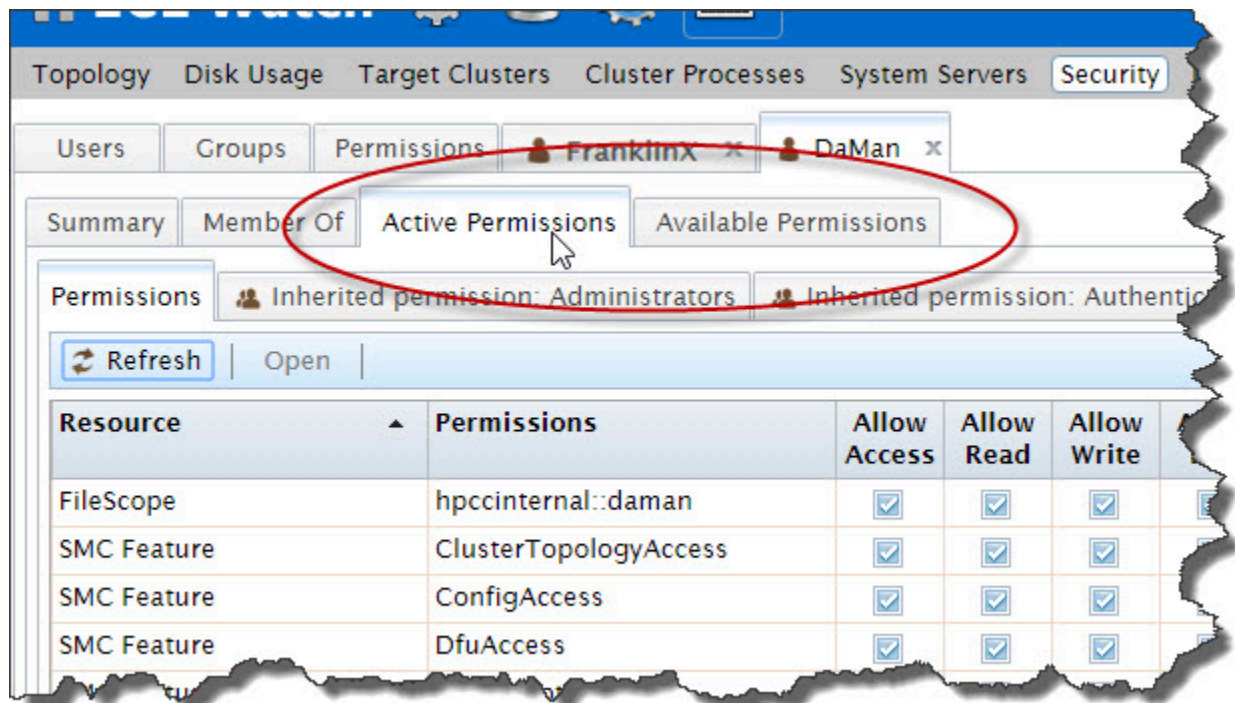 Watch
Topology Disk Usage Target Clusters Cluster Processes System Servers Security
Users Groups Permissions FranklinX DaMan
Summary Member Of Active Permissions Available Permissions
Permissions Inherited permission: Administrators Inherited permission:
Refresh Open
Resource Permissions Allow Access Allow Read Allow Write
FileScope hpccinternal::daman
SMC Feature ClusterTopologyAccess
SMC Feature ConfigAccess
SMC Feature DfuAccess